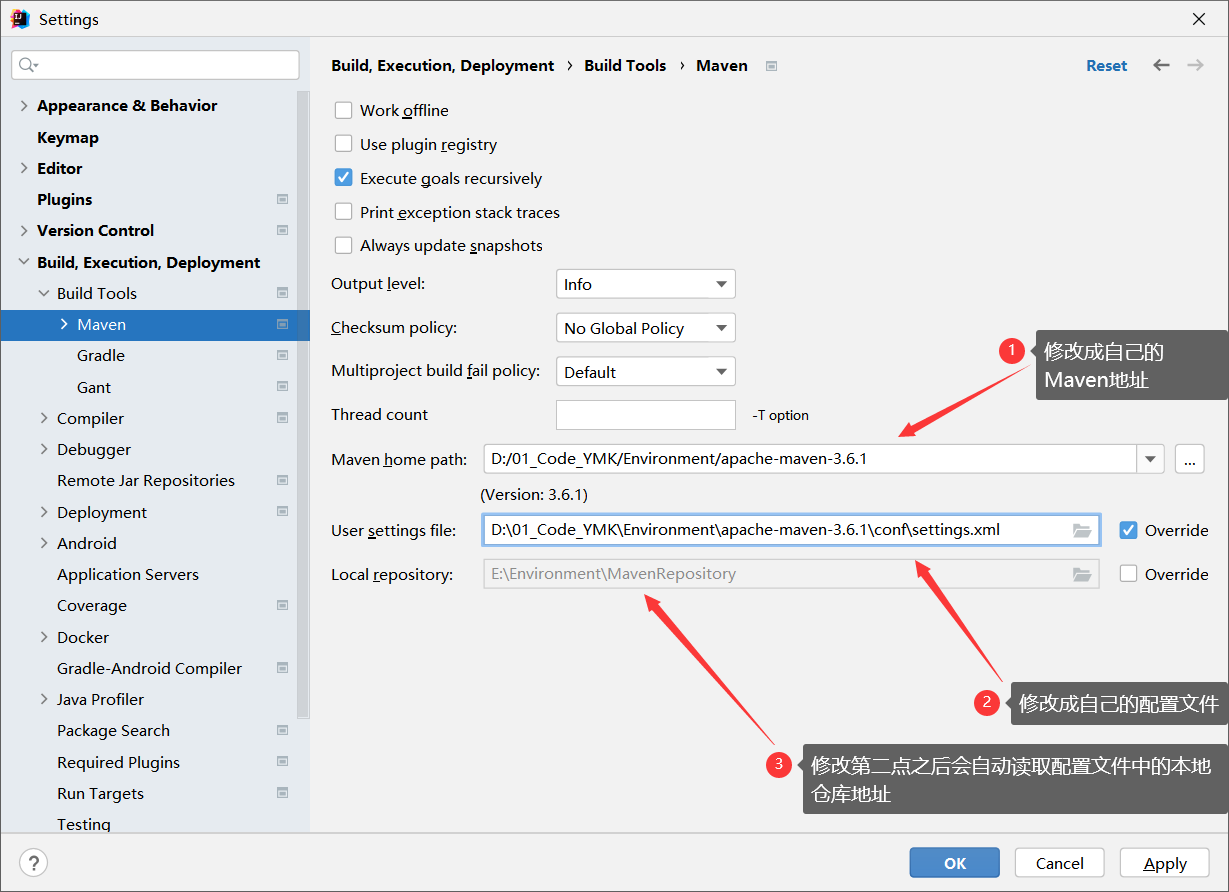 Settings
Build, Execution, Deployment › Build Tools › Maven
Reset
Appearance & Behavior
Keymap
Editor
Plugins
Version Control
Build, Execution, Deployment
Build Tools
Maven
Gradle
Gant
Compiler
Debugger
Remote Jar Repositories
Deployment
Android
Application Servers
Coverage
Docker
Gradle-Android Compiler
Java Profiler
Package Search
Required Plugins
Run Targets
Testing
Work offline
Use plugin registry
Execute goals recursively
Print exception stack traces
Always update snapshots
Output level: Info
Checksum policy: No Global Policy
Multiproject build fail policy: Default
Thread count -T option
1 修改成自己的
Maven地址
Maven home path: D:/01_Code_YMK/Environment/apache-maven-3.6.1 ...
(Version: 3.6.1)
User settings file: D:\01_Code_YMK\Environment\apache-maven-3.6.1\conf\settings.xml Override
Local repository: E:\Environment\MavenRepository Override
2 修改成自己的配置文件
3 修改第二点之后会自动读取配置文件中的本地
仓库地址
? OK Cancel Apply